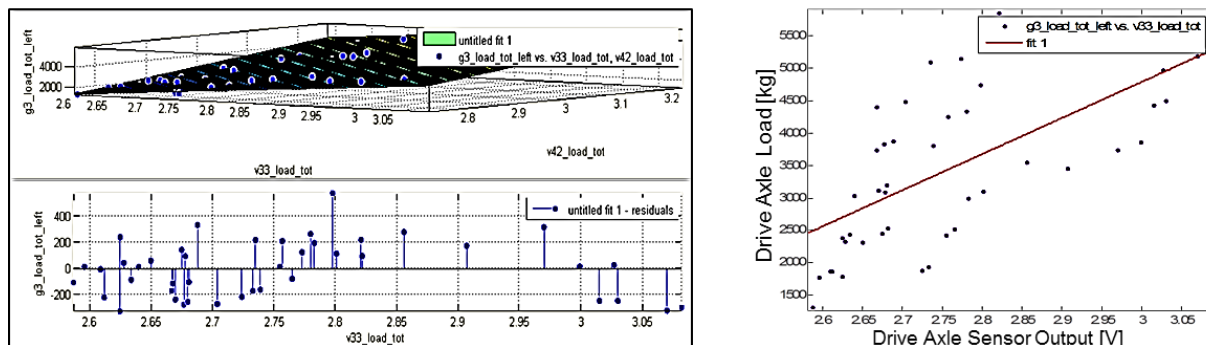 g3_load_tot_left
4000
2000
2.6 2.65 2.7 2.75 2.8 2.85 2.9 2.95 3 3.05
2.8 2.9 3 3.1 3.2
untitled fit 1
g3_load_tot_left vs. v33_load_tot, v42_load_tot
v42_load_tot
v33_load_tot
g3_load_tot_left
400
200
0
-200
untitled fit 1 - residuals
2.6 2.65 2.7 2.75 2.8 2.85 2.9 2.95 3 3.05
v33_load_tot
Drive Axle Load [kg]
5500
5000
4500
4000
3500
3000
2500
2000
1500
g3_load_tot_left vs. v33_load_tot
fit 1
2.6 2.65 2.7 2.75 2.8 2.85 2.9 2.95 3 3.05
Drive Axle Sensor Output [V]